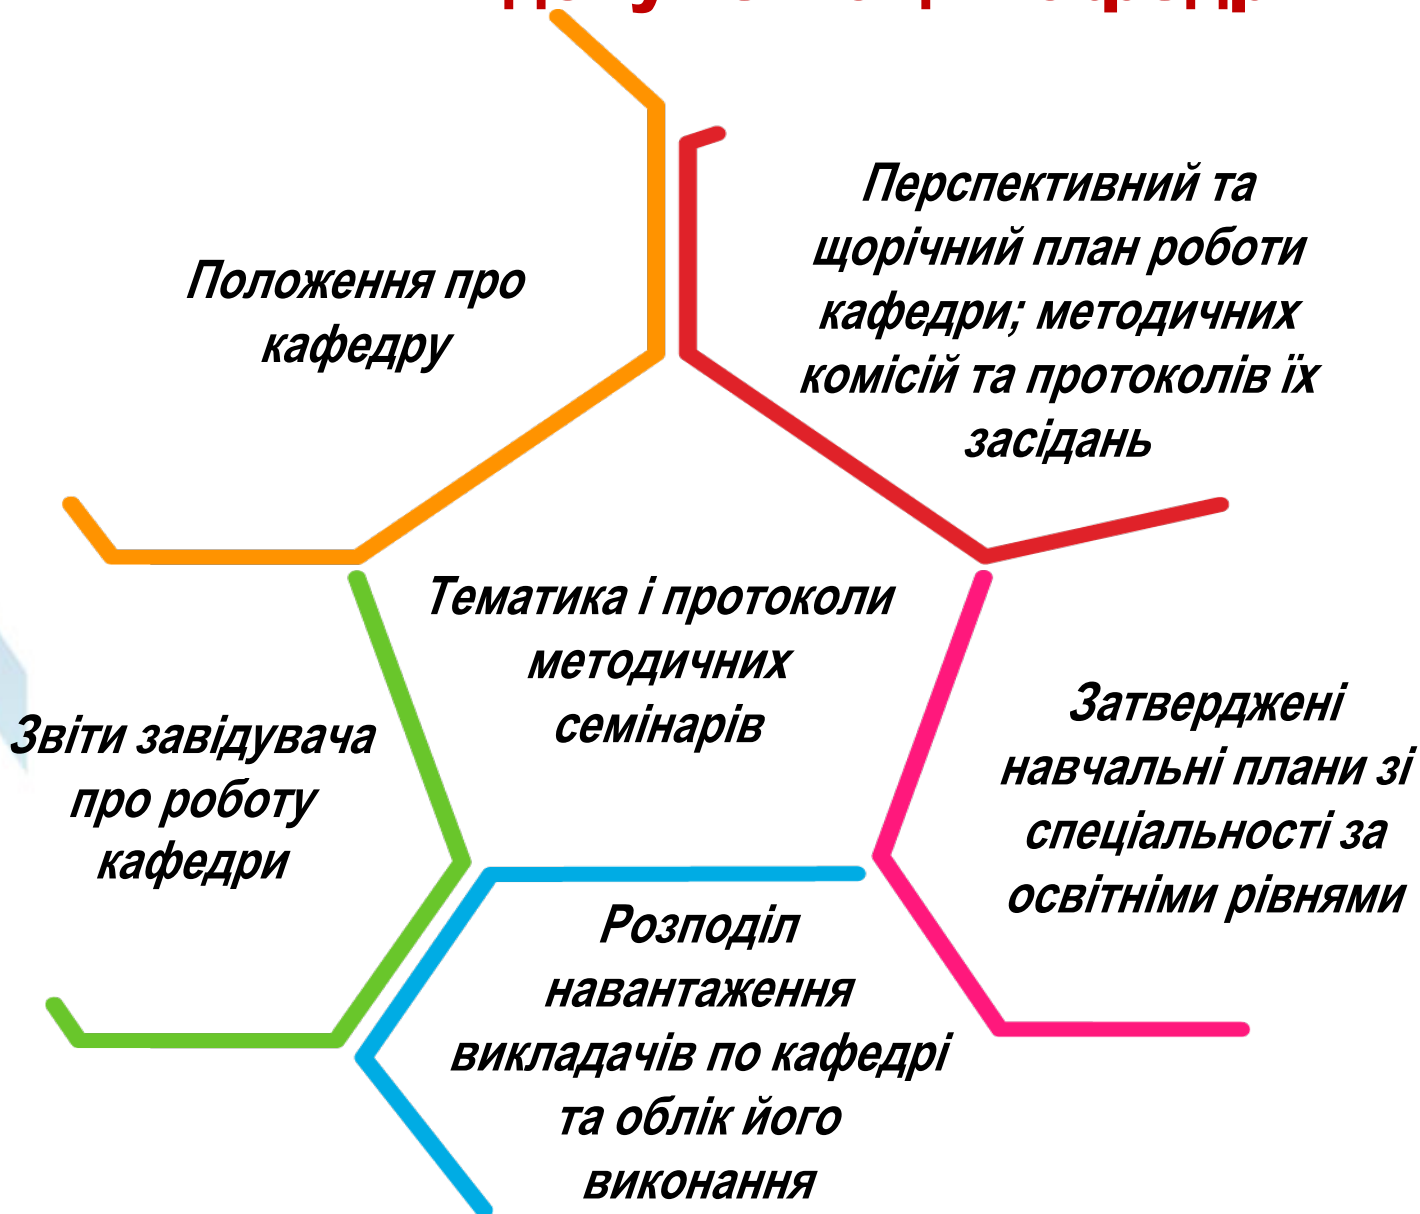 Положення про
кафедру
Перспективний та
щорічний план роботи
кафедри; методичних
комісій та протоколів їх
засідань
Тематика і протоколи
методичних
семінарів
Звіти завідувача
про роботу
кафедри
Затверджені
навчальні плани зі
спеціальності за
освітніми рівнями
Розподіл
навантаження
викладачів по кафедрі
та облік його
виконання